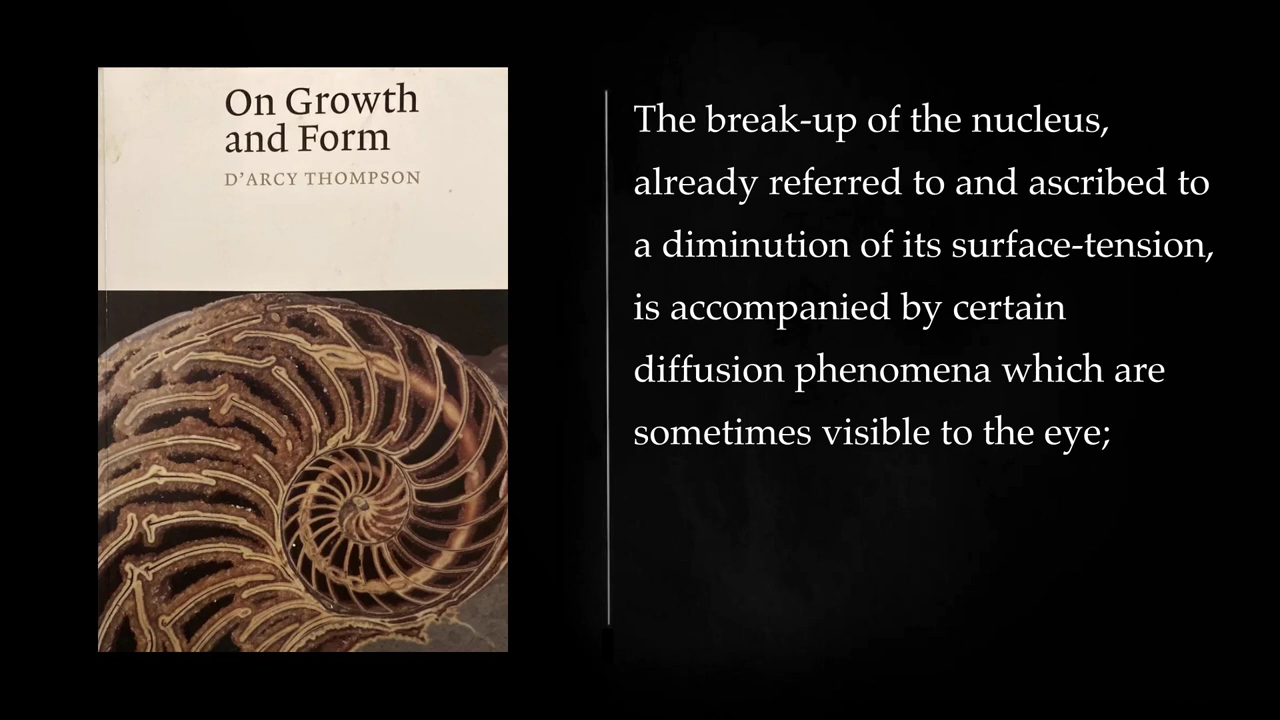 On Growth
and Form
D'ARCY THOMPSON
The break-up of the nucleus,
already referred to and ascribed to
a diminution of its surface-tension,
is accompanied by certain
diffusion phenomena which are
sometimes visible to the eye;